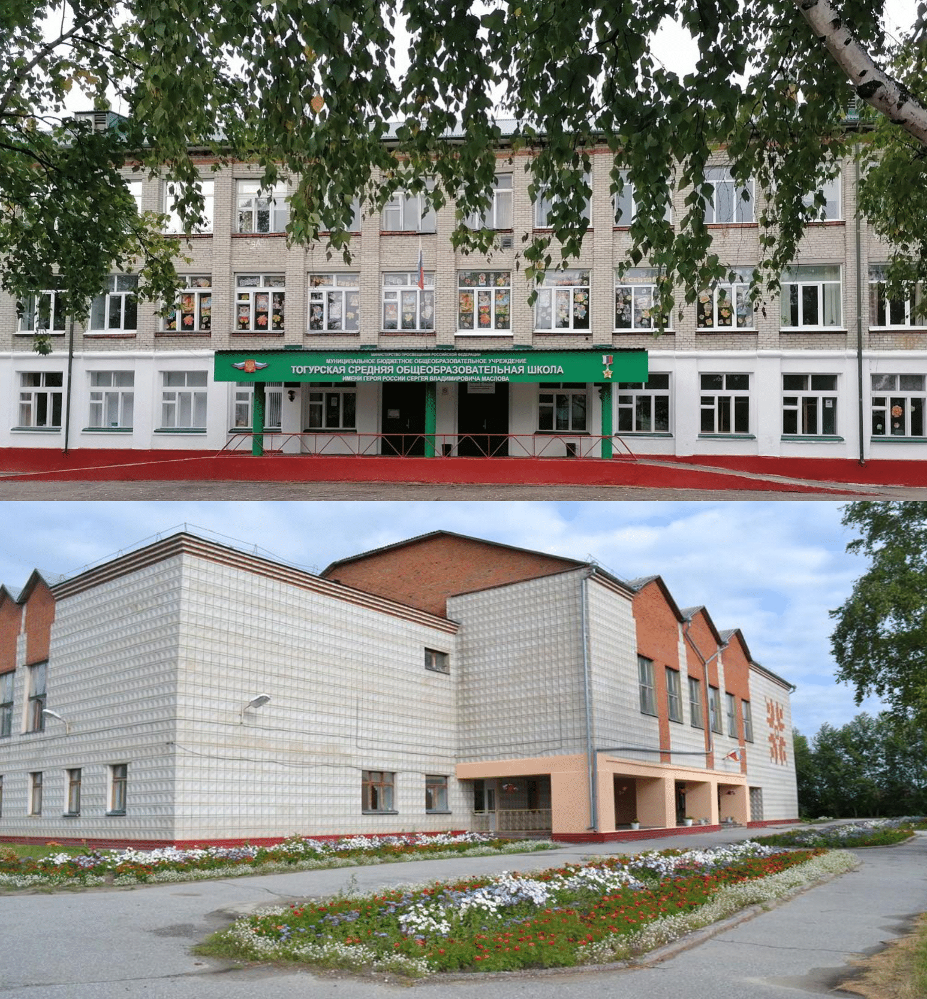 МИНИСТЕРСТВО ПРОСВЕЩЕНИЯ РОССИЙСКОЙ ФЕДЕРАЦИИ
МУНИЦИПАЛЬНОЕ БЮДЖЕТНОЕ ОБЩЕОБРАЗОВАТЕЛЬНОЕ УЧРЕЖДЕНИЕ
ТОГУРСКАЯ СРЕДНЯЯ ОБЩЕОБРАЗОВАТЕЛЬНАЯ ШКОЛА
ИМЕНИ ГЕРОЯ РОССИИ СЕРГЕЯ ВЛАДИМИРОВИЧА МАСЛОВА